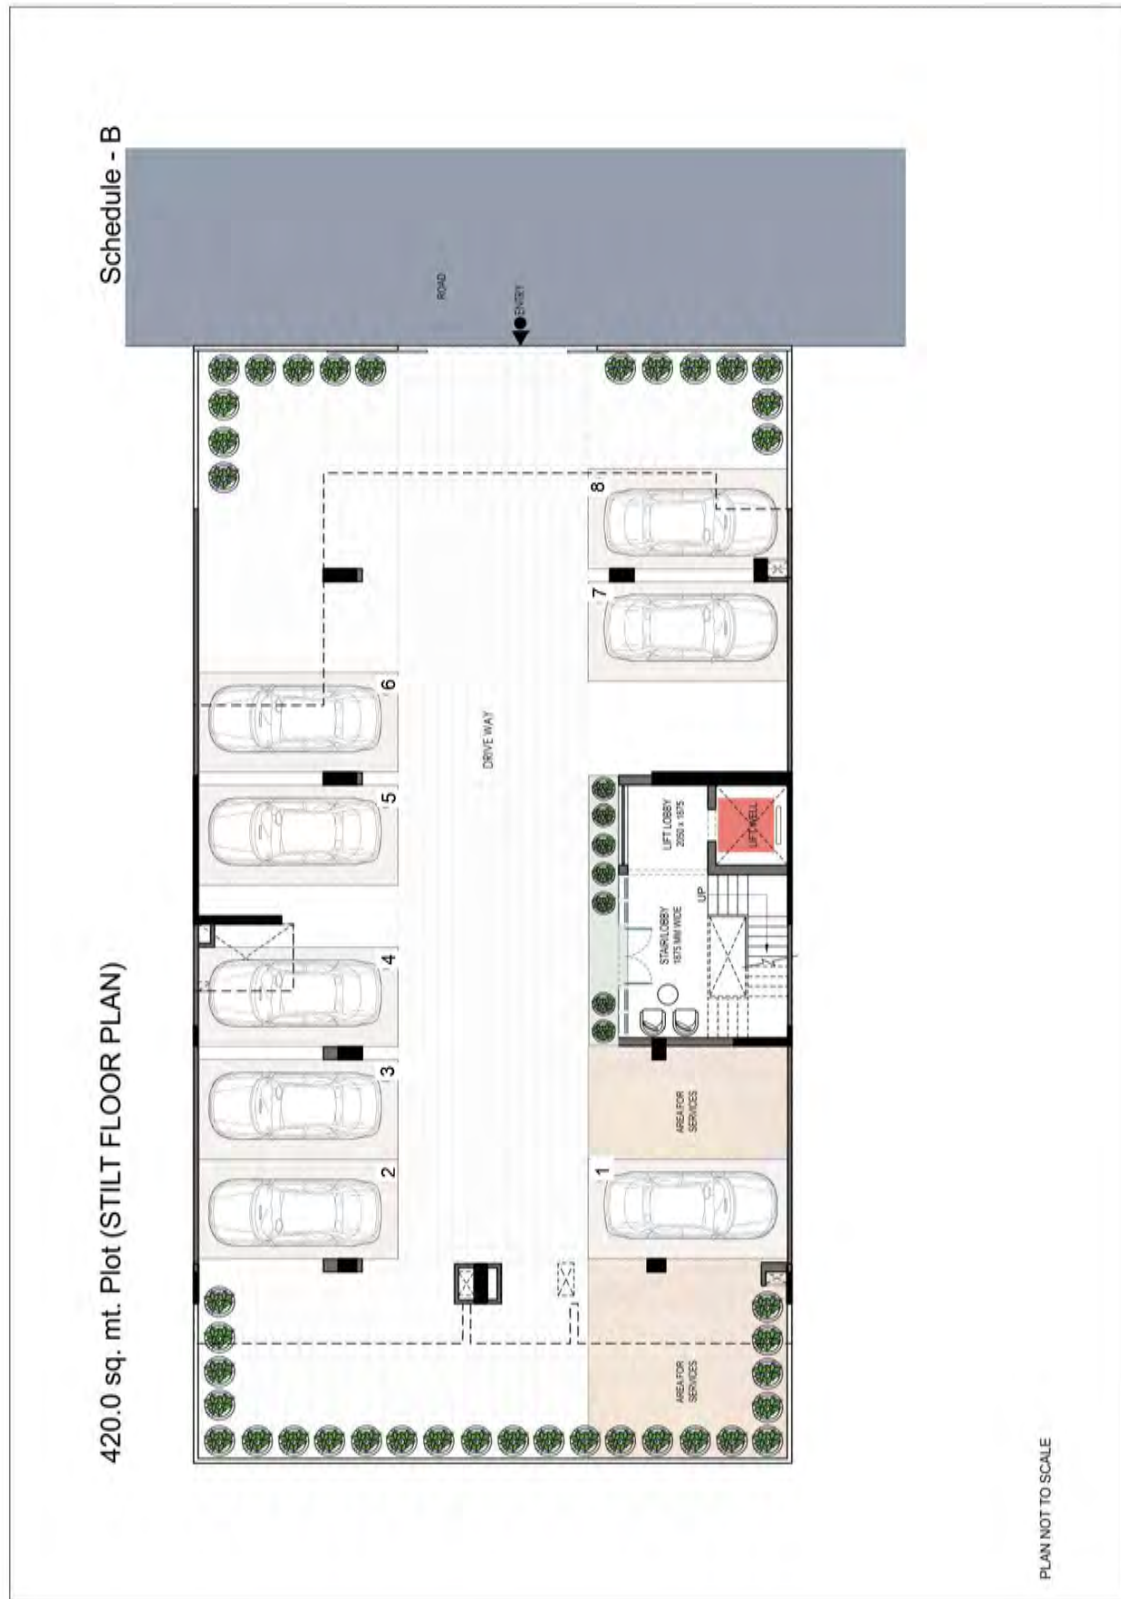 420.0 sq. mt. Plot (STILT FLOOR PLAN)
Schedule - B
ROAD
ENTRY
DRIVE WAY
2
3
4
5
6
1
7
8
AREA FOR
SERVICES
AREA FOR
SERVICES
STAIR/LOBBY
1875 MM WIDE
LIFT LOBBY
2050 x 1875
UP
LIFT WELL
PLAN NOT TO SCALE